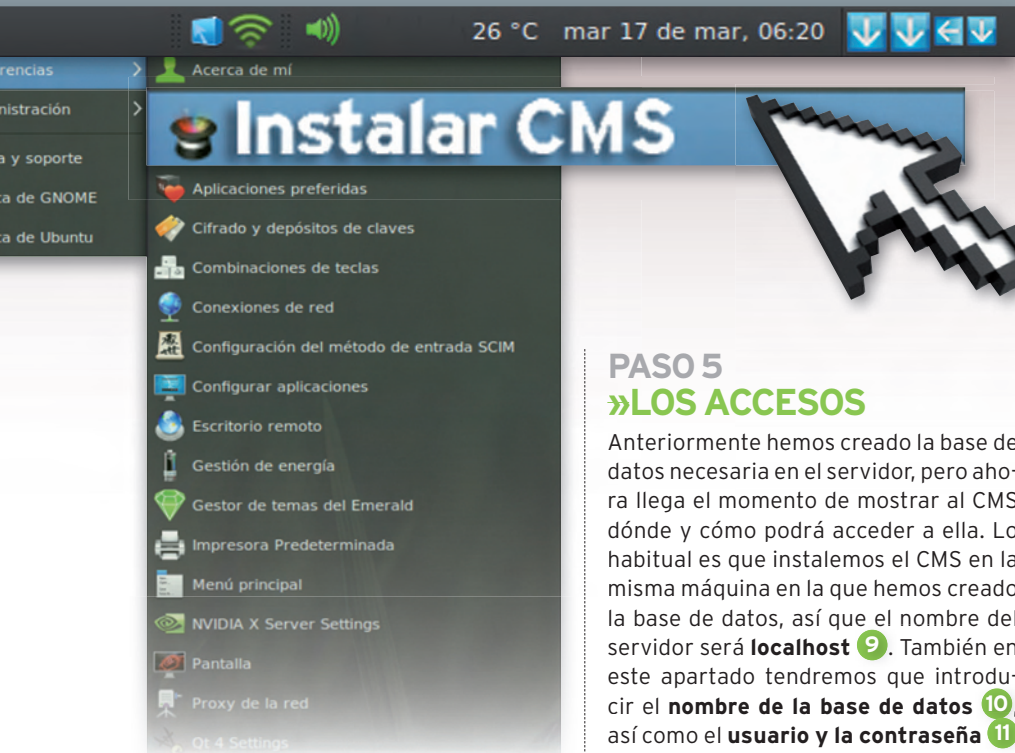 26 °C mar 17 de mar, 06:20
rencias
nistración
a y soporte
ca de GNOME
ca de Ubuntu
Acerca de mí
Instalar CMS
Aplicaciones preferidas
Cifrado y depósitos de claves
Combinaciones de teclas
Conexiones de red
Configuración del método de entrada SCIM
Configurar aplicaciones
Escritorio remoto
Gestión de energía
Gestor de temas del Emerald
Impresora Predeterminada
Menú principal
NVIDIA X Server Settings
Pantalla
Proxy de la red
Qt 4 Settings
PASO 5
»LOS ACCESOS
Anteriormente hemos creado la base de
datos necesaria en el servidor, pero aho-
ra llega el momento de mostrar al CMS
dónde y cómo podrá acceder a ella. Lo
habitual es que instalemos el CMS en la
misma máquina en la que hemos creado
la base de datos, así que el nombre del
servidor será localhost 9. También en
este apartado tendremos que introdu-
cir el nombre de la base de datos 10,
así como el usuario y la contraseña 11